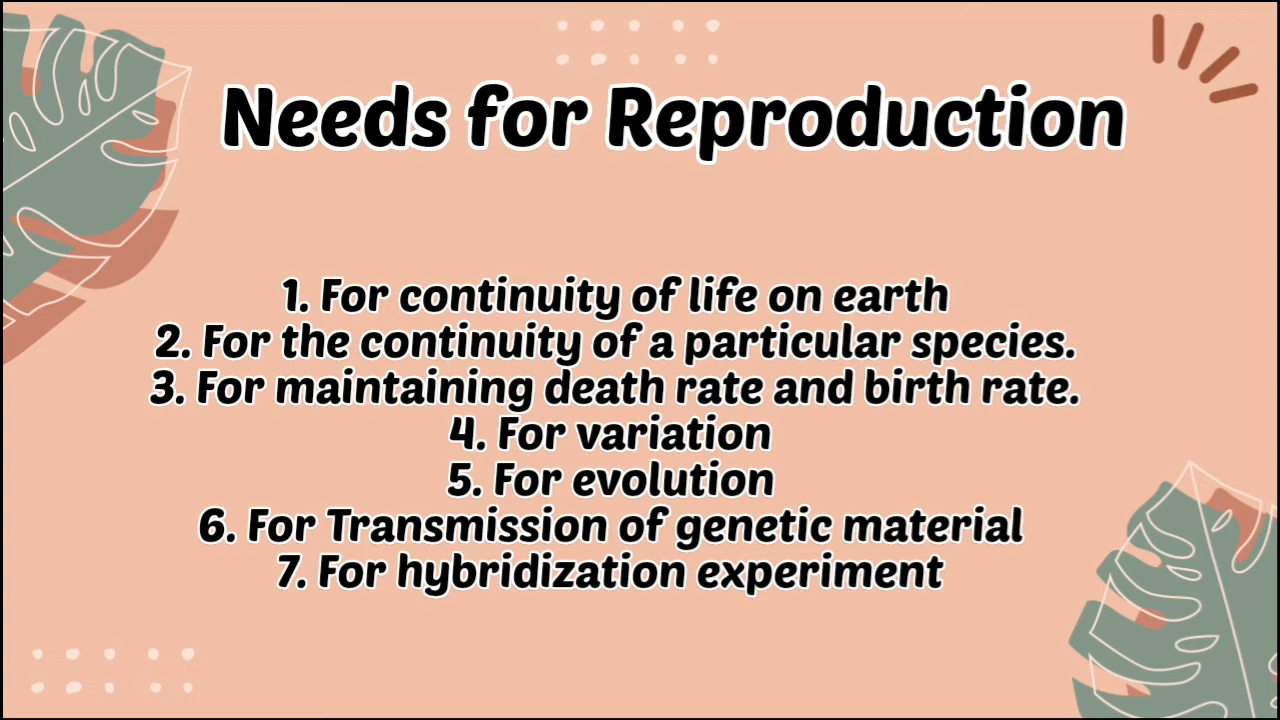 Needs for Reproduction
1. For continuity of life on earth
2. For the continuity of a particular species.
3. For maintaining death rate and birth rate.
4. For variation
5. For evolution
6. For Transmission of genetic material
7. For hybridization experiment